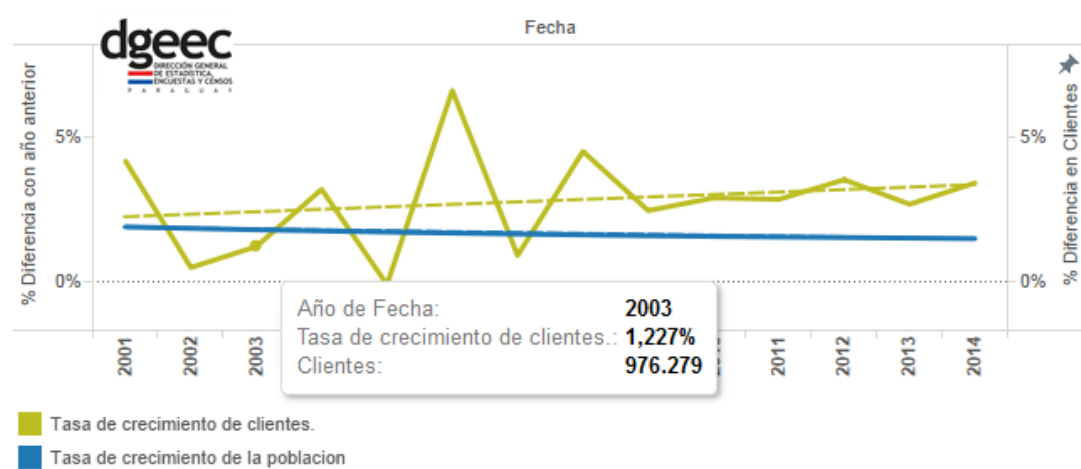 Fecha
dgeec
DIRECCIÓN GENERAL
DE ESTADÍSTICA,
ENCUESTAS Y CENSOS
PARAGUAY
% Diferencia con año anterior
5%
0%
5%
0%
% Diferencia en Clientes
Año de Fecha: 2003
Tasa de crecimiento de clientes.: 1,227%
Clientes: 976.279
2001
2002
2003
2011
2012
2013
2014
Tasa de crecimiento de clientes.
Tasa de crecimiento de la poblacion